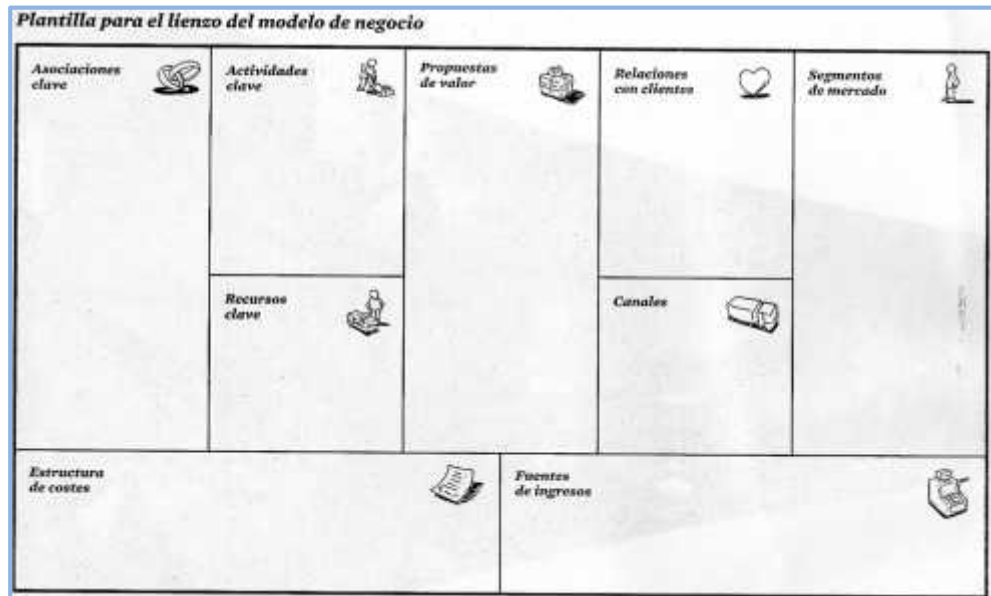 Plantilla para el lienzo del modelo de negocio
Asociaciones
clave
Actividades
clave
Propuestas
de valor
Relaciones
con clientes
Segmentos
de mercado
Recursos
clave
Canales
Estructura
de costes
Fuentes
de ingresos